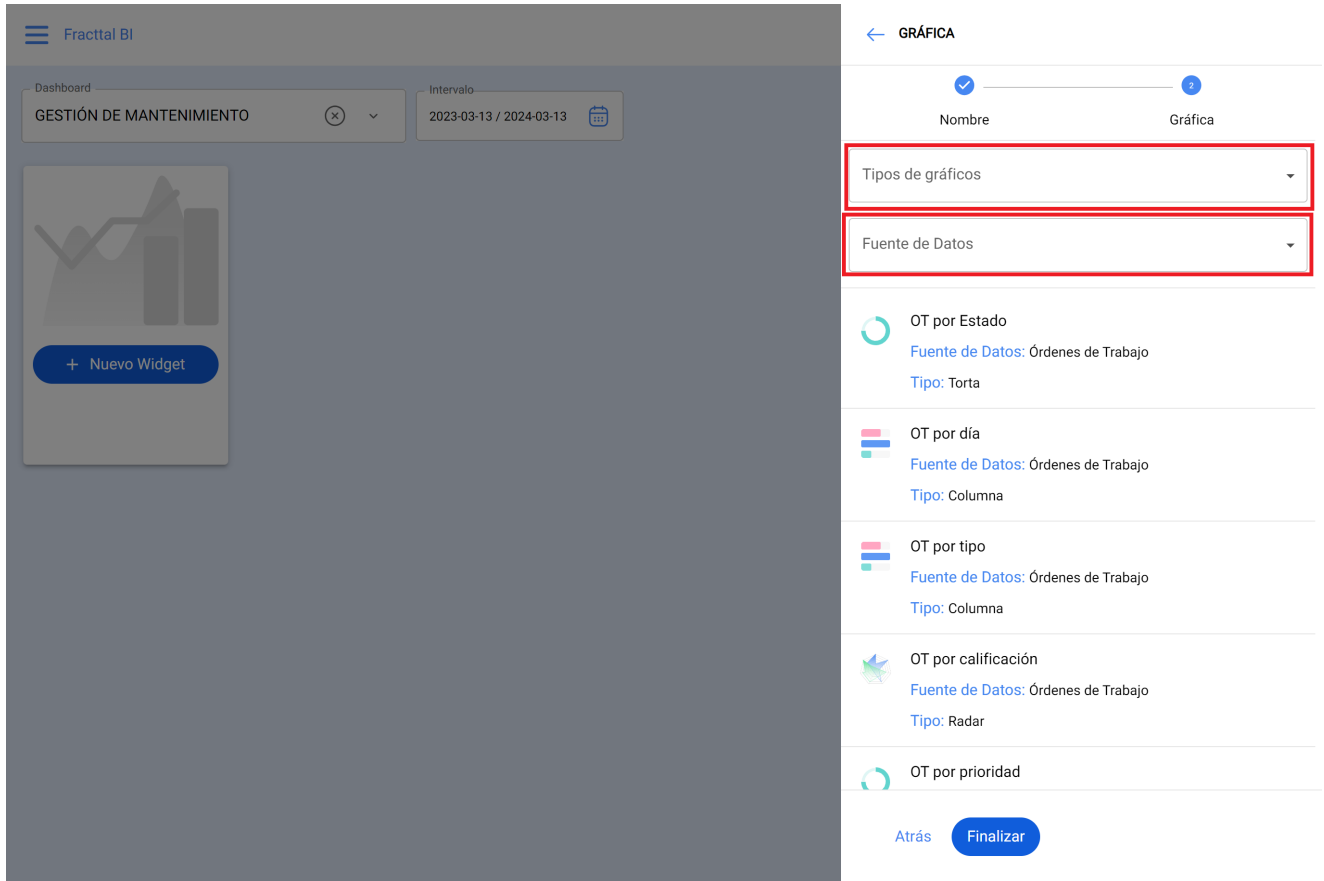 Fracttal BI
Dashboard
GESTIÓN DE MANTENIMIENTO
Intervalo
2023-03-13 / 2024-03-13
+ Nuevo Widget
GRÁFICA
2
Nombre
Gráfica
Tipos de gráficos
Fuente de Datos
OT por Estado
Fuente de Datos: Órdenes de Trabajo
Tipo: Torta
OT por día
Fuente de Datos: Órdenes de Trabajo
Tipo: Columna
OT por tipo
Fuente de Datos: Órdenes de Trabajo
Tipo: Columna
OT por calificación
Fuente de Datos: Órdenes de Trabajo
Tipo: Radar
OT por prioridad
Atrás
Finalizar